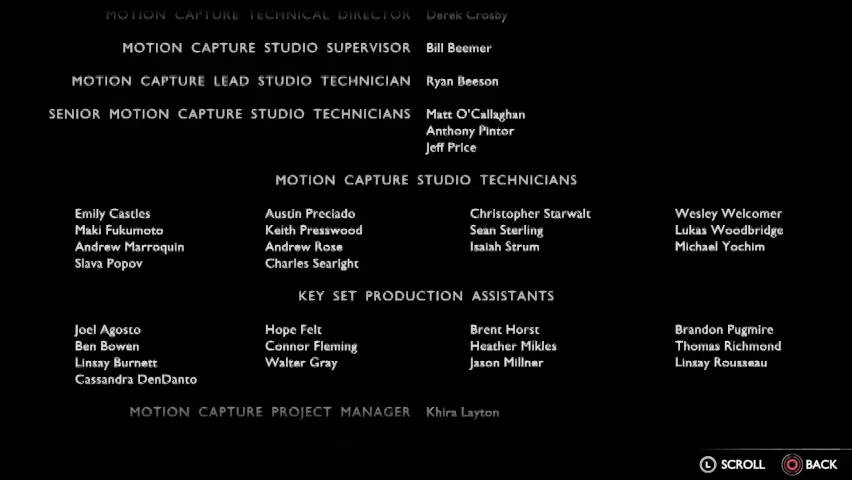 MOTION CAPTURE TECHNICAL DIRECTOR Derek Crosby
MOTION CAPTURE STUDIO SUPERVISOR Bill Beemer
MOTION CAPTURE LEAD STUDIO TECHNICIAN Ryan Beeson
SENIOR MOTION CAPTURE STUDIO TECHNICIANS Matt O'Callaghan
Anthony Pintor
Jeff Price
MOTION CAPTURE STUDIO TECHNICIANS
Emily Castles Austin Preciado Christopher Starwalt Wesley Welcomer
Maki Fukumoto Keith Presswood Sean Sterling Lukas Woodbridge
Andrew Marroquin Andrew Rose Isaiah Strum Michael Yochim
Slava Popov Charles Searight
KEY SET PRODUCTION ASSISTANTS
Joel Agosto Hope Felt Brent Horst Brandon Pugmire
Ben Bowen Connor Fleming Heather Mikles Thomas Richmond
Linsay Burnett Walter Gray Jason Millner Linsay Rousseau
Cassandra DenDanto
MOTION CAPTURE PROJECT MANAGER Khira Layton
L SCROLL BACK